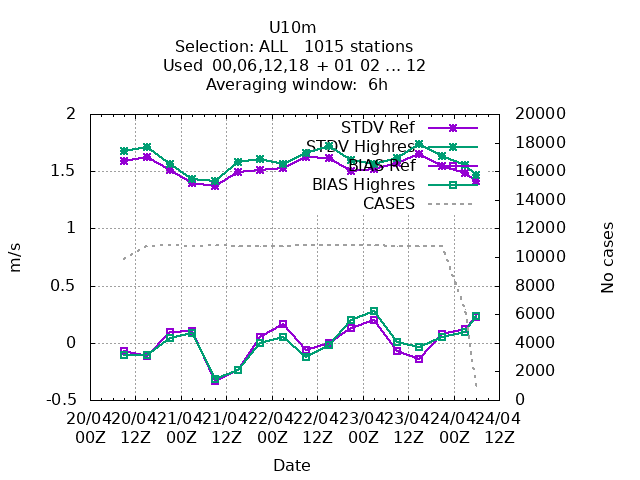 U10m
Selection: ALL 1015 stations
Used 00,06,12,18 + 01 02 ... 12
Averaging window: 6h
STDV Ref
STDV Highres
BIAS Ref
BIAS Highres
CASES
2
1.5
1
0.5
0
-0.5
m/s
20000
18000
16000
14000
12000
10000
8000
6000
4000
2000
0
No cases
20/04 20/04 21/04 21/04 22/04 22/04 23/04 23/04 24/04 24/04
00Z 12Z 00Z 12Z 00Z 12Z 00Z 12Z 00Z 12Z
Date